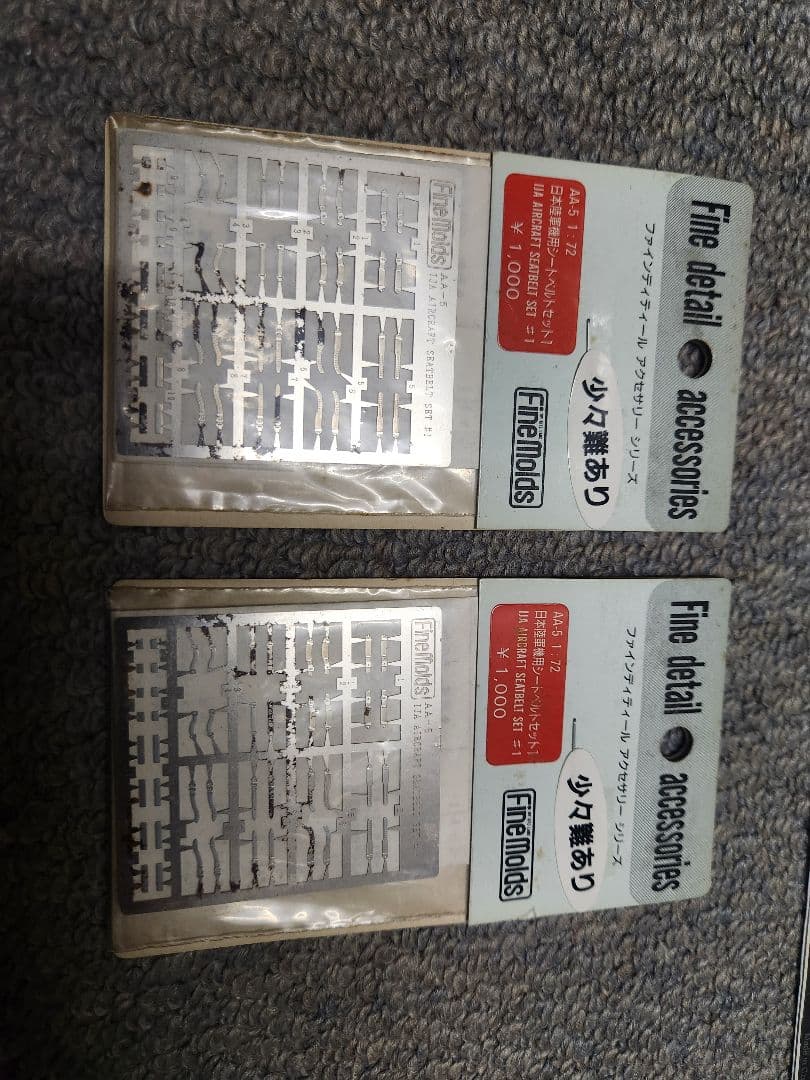 Fine detail accessories
ファインディティール アクセサリー シリーズ
AA-5 1:72
日本陸軍機用シートベルトセット1
IJA AIRCRAFT SEATBELT SET #1
¥1,000
少々難あり
FineMolds
FineMolds AA-5
IJA AIRCRAFT SEATBELT SET #1
Fine detail accessories
ファインディティール アクセサリー シリーズ
AA-5 1:72
日本陸軍機用シートベルトセット1
IJA AIRCRAFT SEATBELT SET #1
¥1,000
少々難あり
FineMolds
FineMolds AA-5
IJA AIRCRAFT